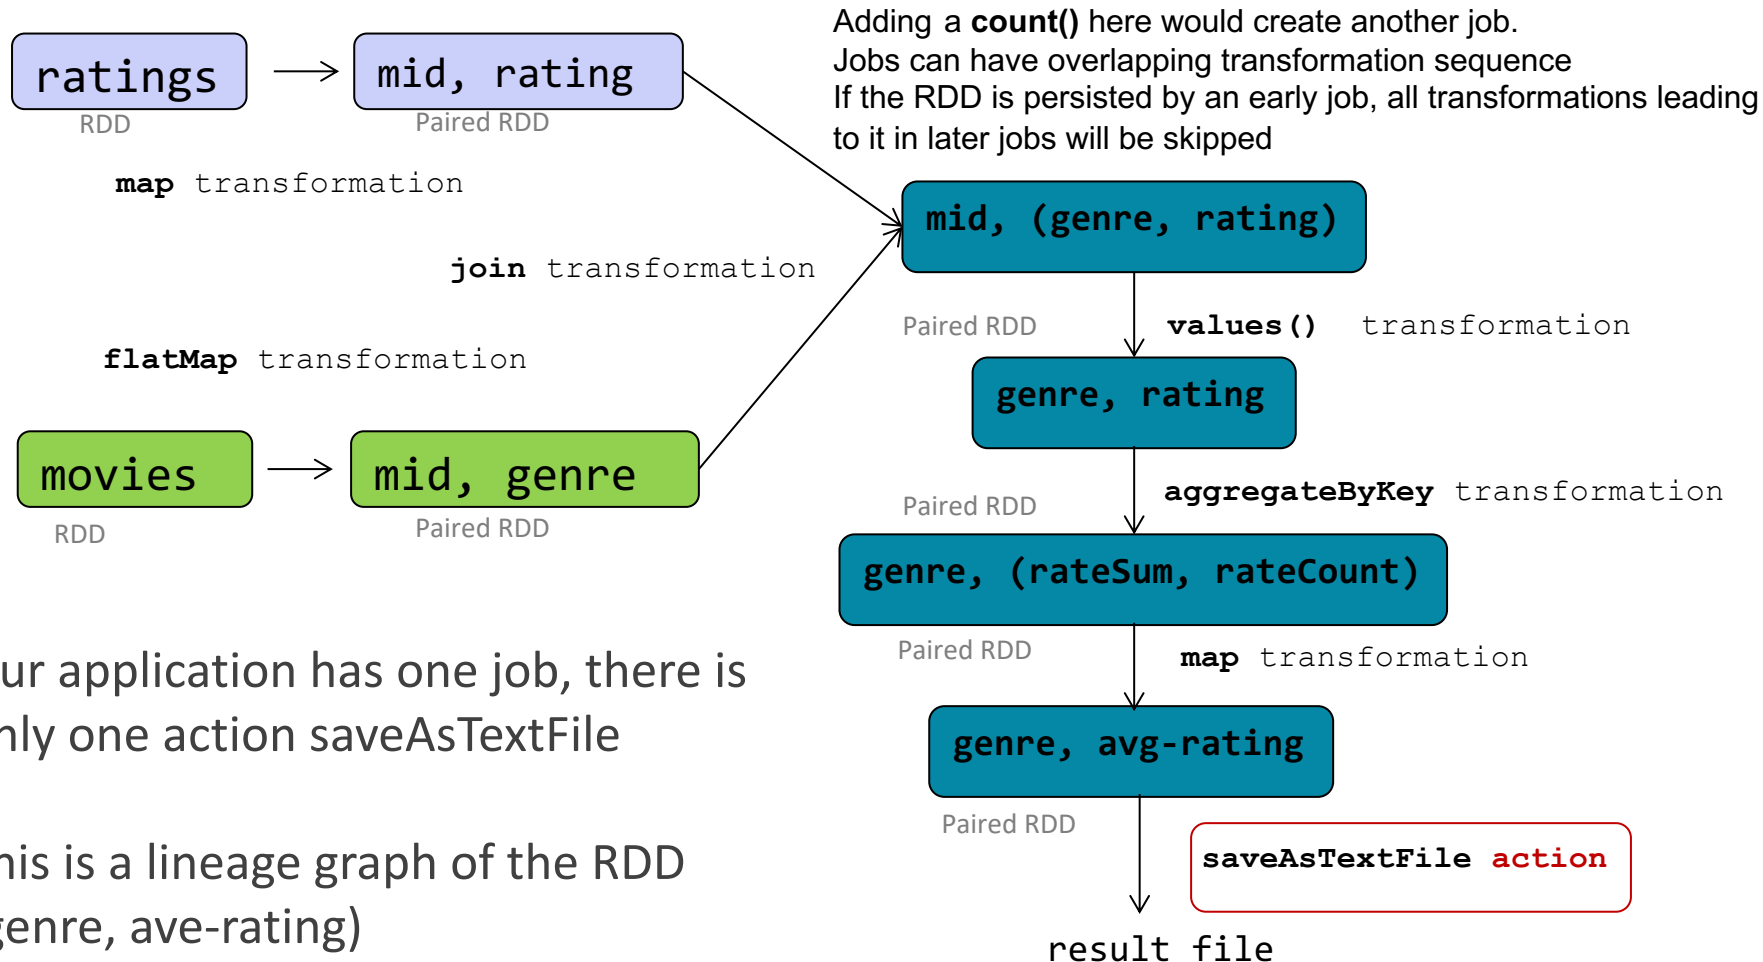 Adding a count() here would create another job.
Jobs can have overlapping transformation sequence
If the RDD is persisted by an early job, all transformations leading
to it in later jobs will be skipped
ratings
RDD
mid, rating
Paired RDD
map transformation
join transformation
flatMap transformation
movies
RDD
mid, genre
Paired RDD
mid, (genre, rating)
Paired RDD
values() transformation
genre, rating
Paired RDD
aggregateByKey transformation
genre, (rateSum, rateCount)
Paired RDD
map transformation
genre, avg-rating
Paired RDD
saveAsTextFile action
result file
ur application has one job, there is
nly one action saveAsTextFile
his is a lineage graph of the RDD
genre, ave-rating)